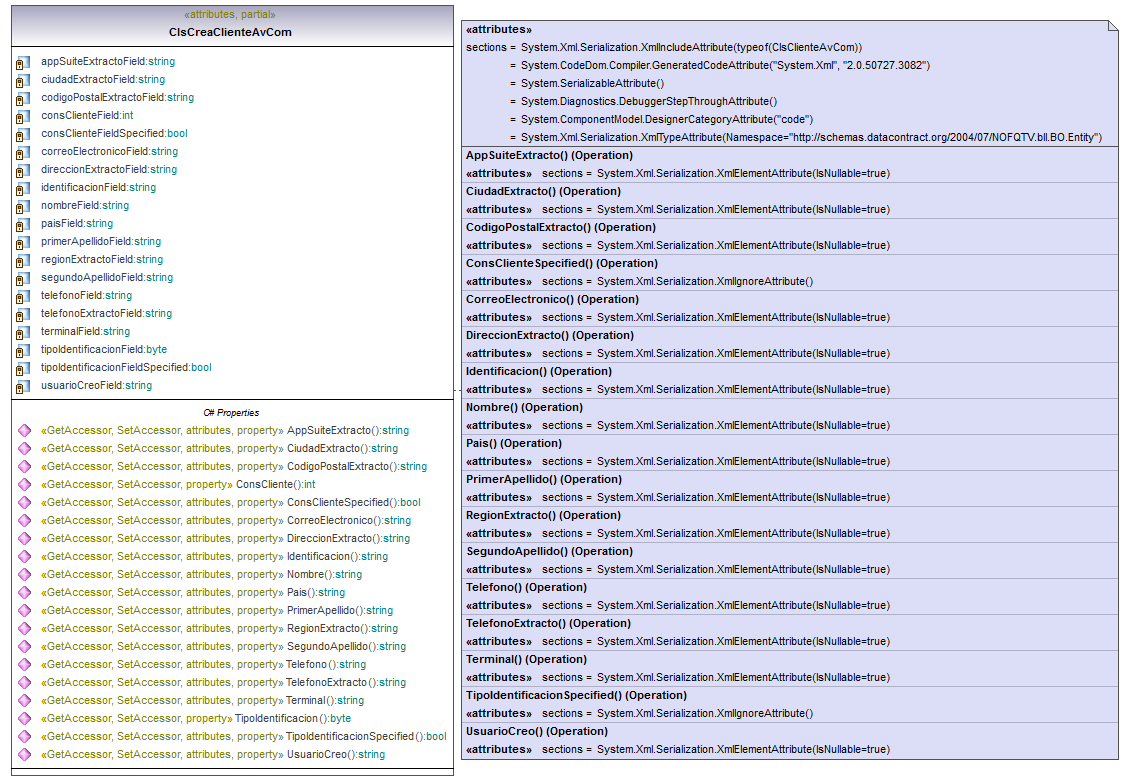 «attributes, partial»
ClsCreaClienteAvCom
appSuiteExtractoField:string
ciudadExtractoField:string
codigoPostalExtractoField:string
consClienteField:int
consClienteFieldSpecified:bool
correoElectronicoField:string
direccionExtractoField:string
identificacionField:string
nombreField:string
paisField:string
primerApellidoField:string
regionExtractoField:string
segundoApellidoField:string
telefonoField:string
telefonoExtractoField:string
terminalField:string
tipoIdentificacionField:byte
tipoIdentificacionFieldSpecified:bool
usuarioCreoField:string
C# Properties
«GetAccessor, SetAccessor, attributes, property» AppSuiteExtracto():string
«GetAccessor, SetAccessor, attributes, property» CiudadExtracto():string
«GetAccessor, SetAccessor, attributes, property» CodigoPostalExtracto():string
«GetAccessor, SetAccessor, property» ConsCliente():int
«GetAccessor, SetAccessor, attributes, property» ConsClienteSpecified():bool
«GetAccessor, SetAccessor, attributes, property» CorreoElectronico():string
«GetAccessor, SetAccessor, attributes, property» DireccionExtracto():string
«GetAccessor, SetAccessor, attributes, property» Identificacion():string
«GetAccessor, SetAccessor, attributes, property» Nombre():string
«GetAccessor, SetAccessor, attributes, property» Pais():string
«GetAccessor, SetAccessor, attributes, property» PrimerApellido():string
«GetAccessor, SetAccessor, attributes, property» RegionExtracto():string
«GetAccessor, SetAccessor, attributes, property» SegundoApellido():string
«GetAccessor, SetAccessor, attributes, property» Telefono():string
«GetAccessor, SetAccessor, attributes, property» TelefonoExtracto():string
«GetAccessor, SetAccessor, attributes, property» Terminal():string
«GetAccessor, SetAccessor, property» TipoIdentificacion():byte
«GetAccessor, SetAccessor, attributes, property» TipoIdentificacionSpecified():bool
«GetAccessor, SetAccessor, attributes, property» UsuarioCreo():string
«attributes»
sections = System.Xml.Serialization.XmlIncludeAttribute(typeof(ClsClienteAvCom))
= System.CodeDom.Compiler.GeneratedCodeAttribute("System.Xml", "2.0.50727.3082")
= System.SerializableAttribute()
= System.Diagnostics.DebuggerStepThroughAttribute()
= System.ComponentModel.DesignerCategoryAttribute("code")
= System.Xml.Serialization.XmlTypeAttribute(Namespace="http://schemas.datacontract.org/2004/07/NOFQTV.bll.BO.Entity")
AppSuiteExtracto() (Operation)
«attributes» sections = System.Xml.Serialization.XmlElementAttribute(IsNullable=true)
CiudadExtracto() (Operation)
«attributes» sections = System.Xml.Serialization.XmlElementAttribute(IsNullable=true)
CodigoPostalExtracto() (Operation)
«attributes» sections = System.Xml.Serialization.XmlElementAttribute(IsNullable=true)
ConsClienteSpecified() (Operation)
«attributes» sections = System.Xml.Serialization.XmlIgnoreAttribute()
CorreoElectronico() (Operation)
«attributes» sections = System.Xml.Serialization.XmlElementAttribute(IsNullable=true)
DireccionExtracto() (Operation)
«attributes» sections = System.Xml.Serialization.XmlElementAttribute(IsNullable=true)
Identificacion() (Operation)
«attributes» sections = System.Xml.Serialization.XmlElementAttribute(IsNullable=true)
Nombre() (Operation)
«attributes» sections = System.Xml.Serialization.XmlElementAttribute(IsNullable=true)
Pais() (Operation)
«attributes» sections = System.Xml.Serialization.XmlElementAttribute(IsNullable=true)
PrimerApellido() (Operation)
«attributes» sections = System.Xml.Serialization.XmlElementAttribute(IsNullable=true)
RegionExtracto() (Operation)
«attributes» sections = System.Xml.Serialization.XmlElementAttribute(IsNullable=true)
SegundoApellido() (Operation)
«attributes» sections = System.Xml.Serialization.XmlElementAttribute(IsNullable=true)
Telefono() (Operation)
«attributes» sections = System.Xml.Serialization.XmlElementAttribute(IsNullable=true)
TelefonoExtracto() (Operation)
«attributes» sections = System.Xml.Serialization.XmlElementAttribute(IsNullable=true)
Terminal() (Operation)
«attributes» sections = System.Xml.Serialization.XmlElementAttribute(IsNullable=true)
TipoIdentificacionSpecified() (Operation)
«attributes» sections = System.Xml.Serialization.XmlIgnoreAttribute()
UsuarioCreo() (Operation)
«attributes» sections = System.Xml.Serialization.XmlElementAttribute(IsNullable=true)